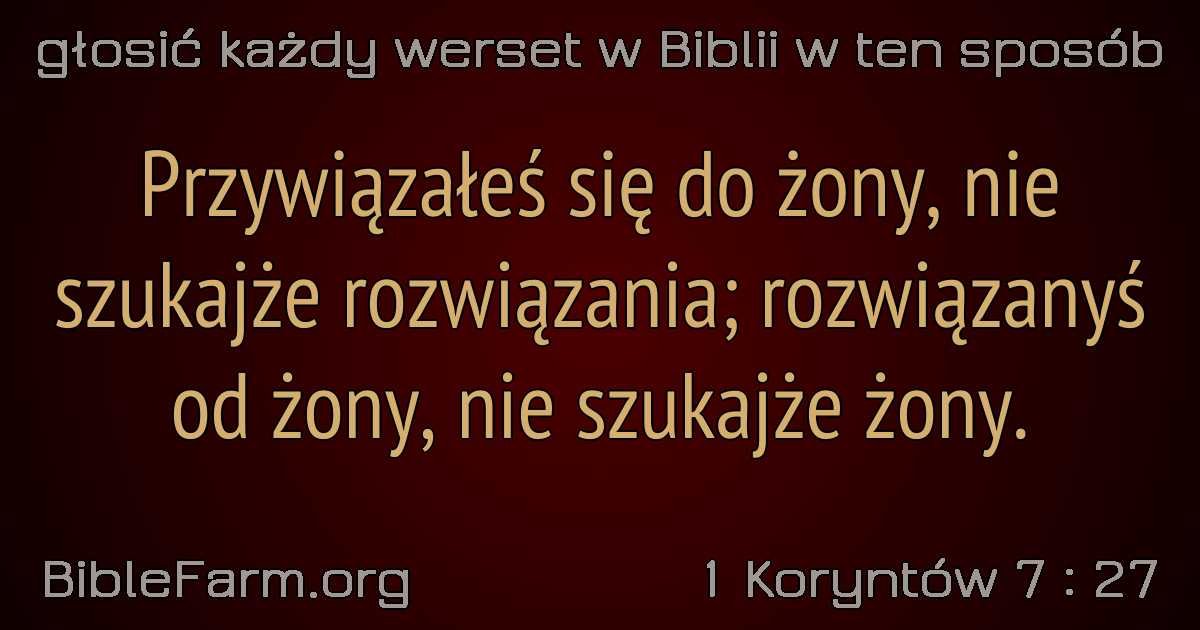 głosić każdy werset w Biblii w ten sposób
Przywiązałeś się do żony, nie
szukajże rozwiązania; rozwiązanyś
od żony, nie szukajże żony.
BibleFarm.org
1 Koryntów 7 : 27